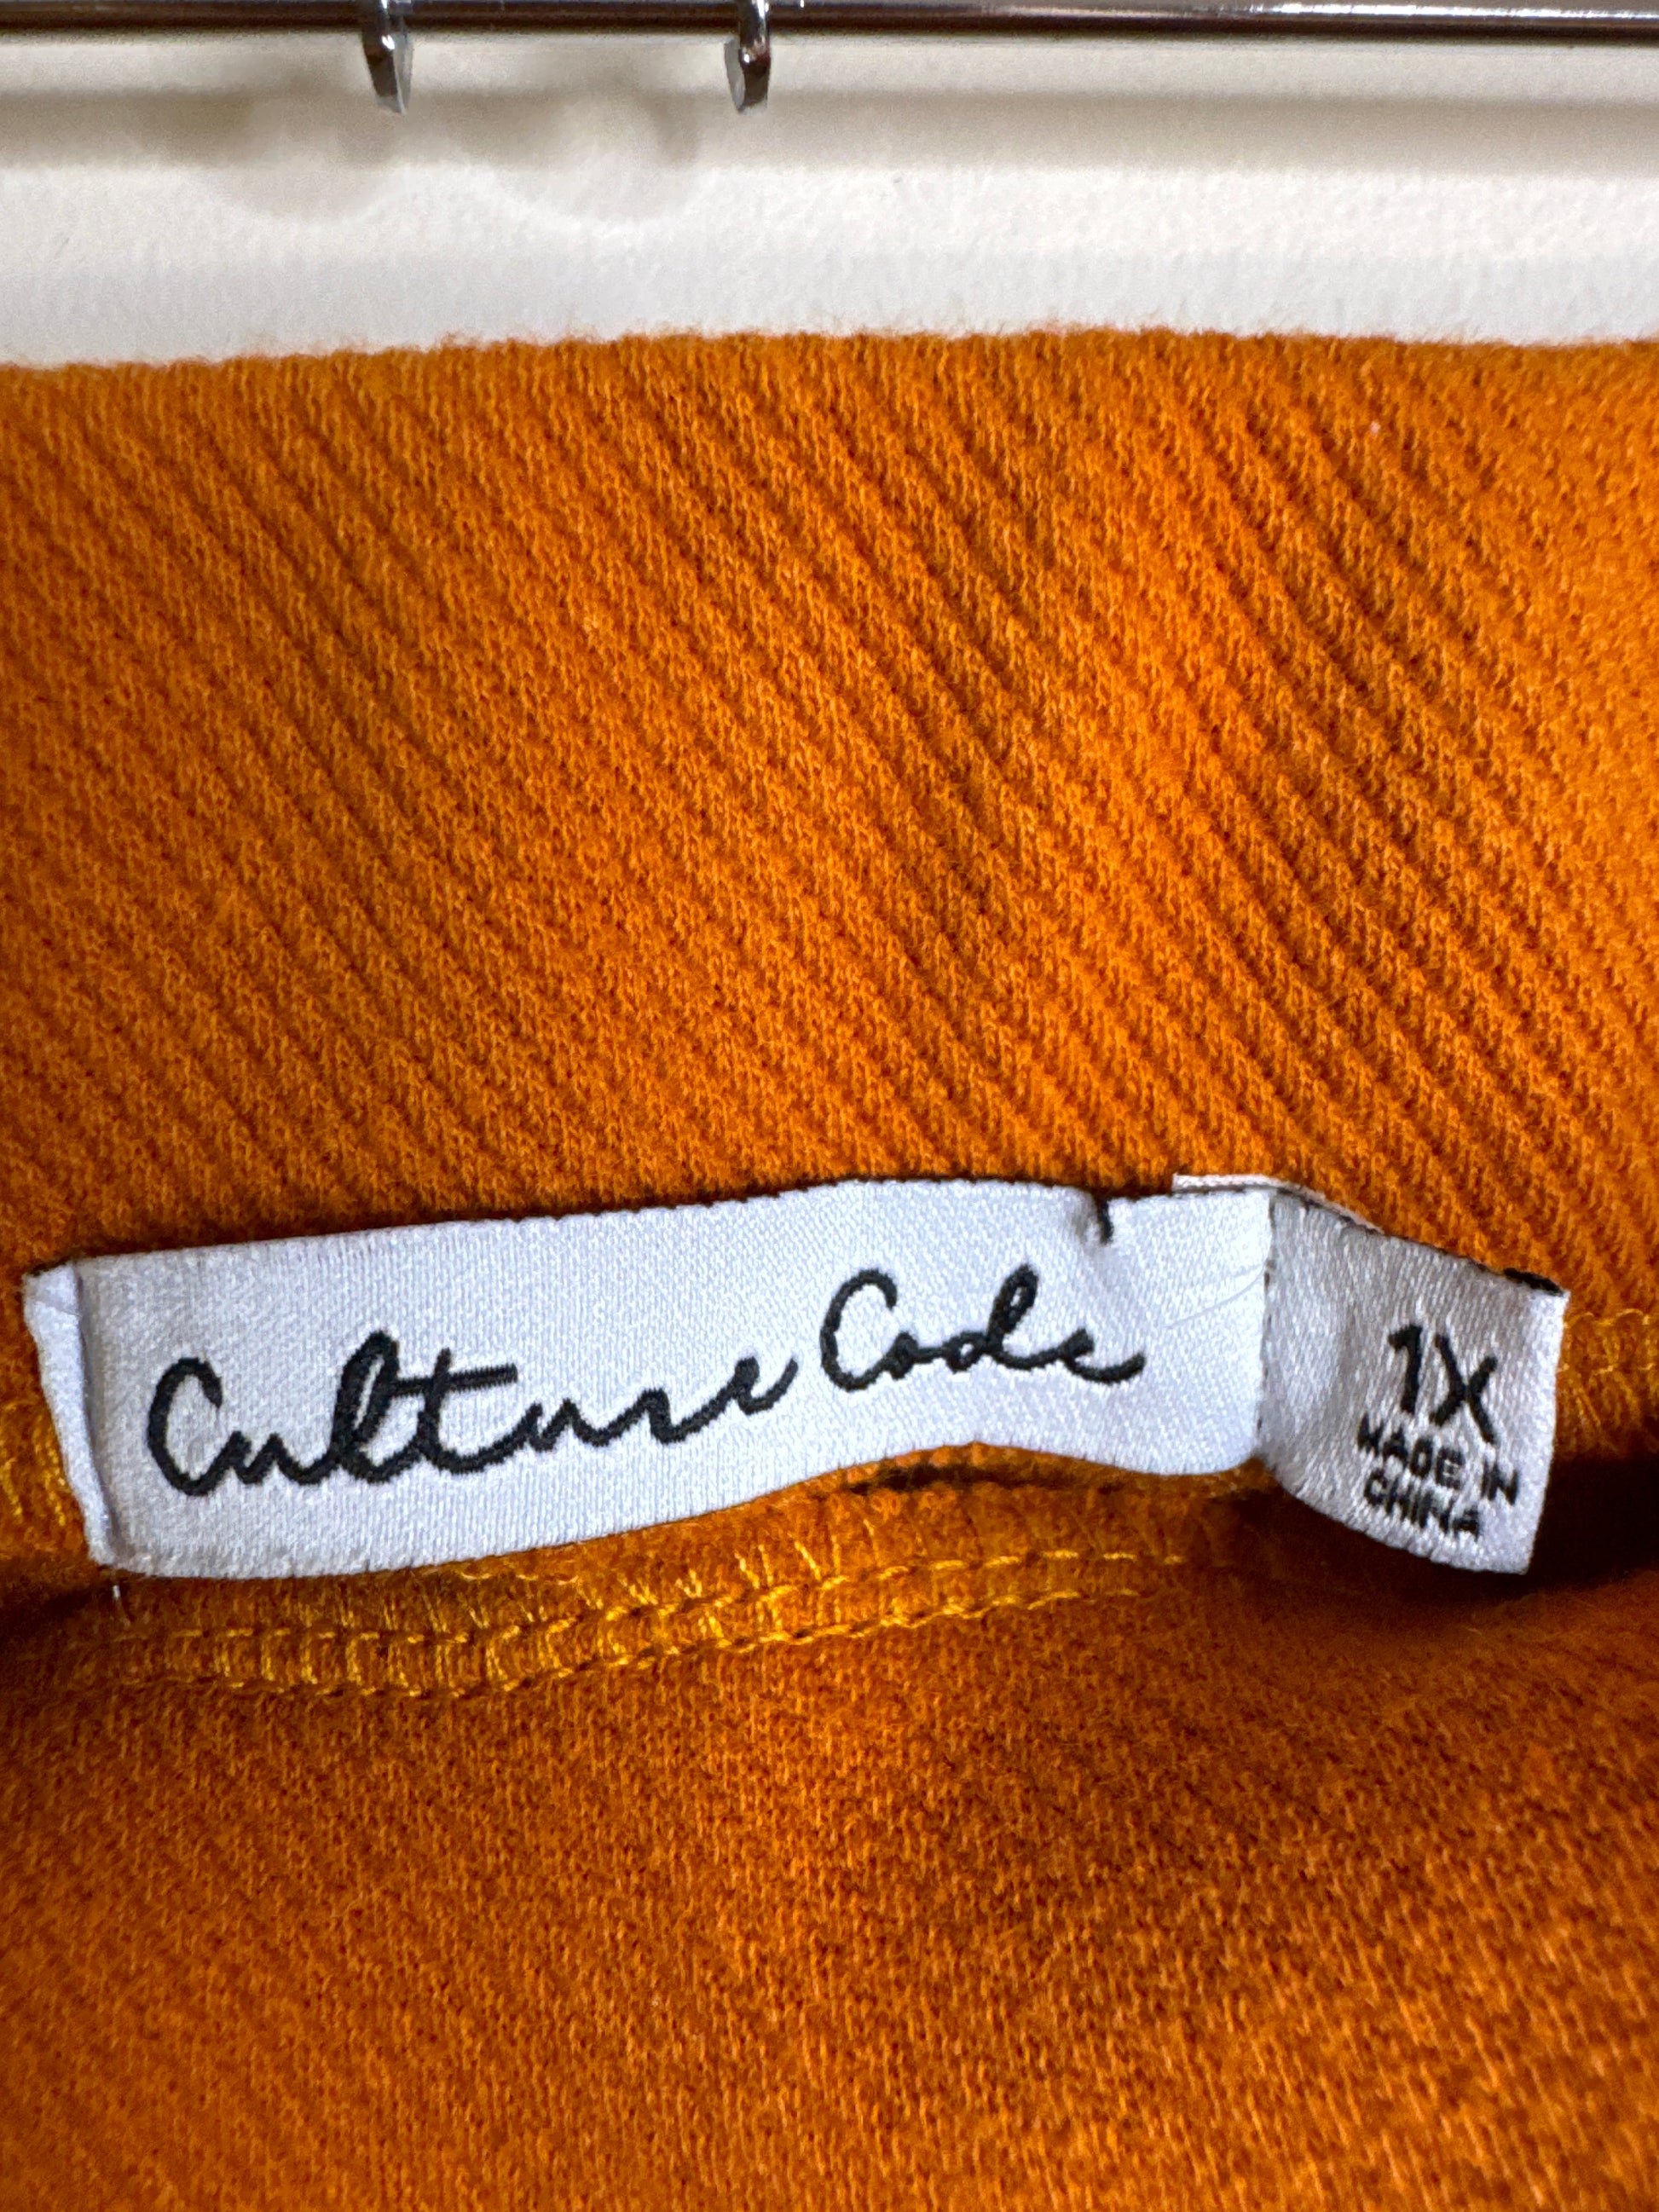 Culture Code
1X
MADE IN
CHINA